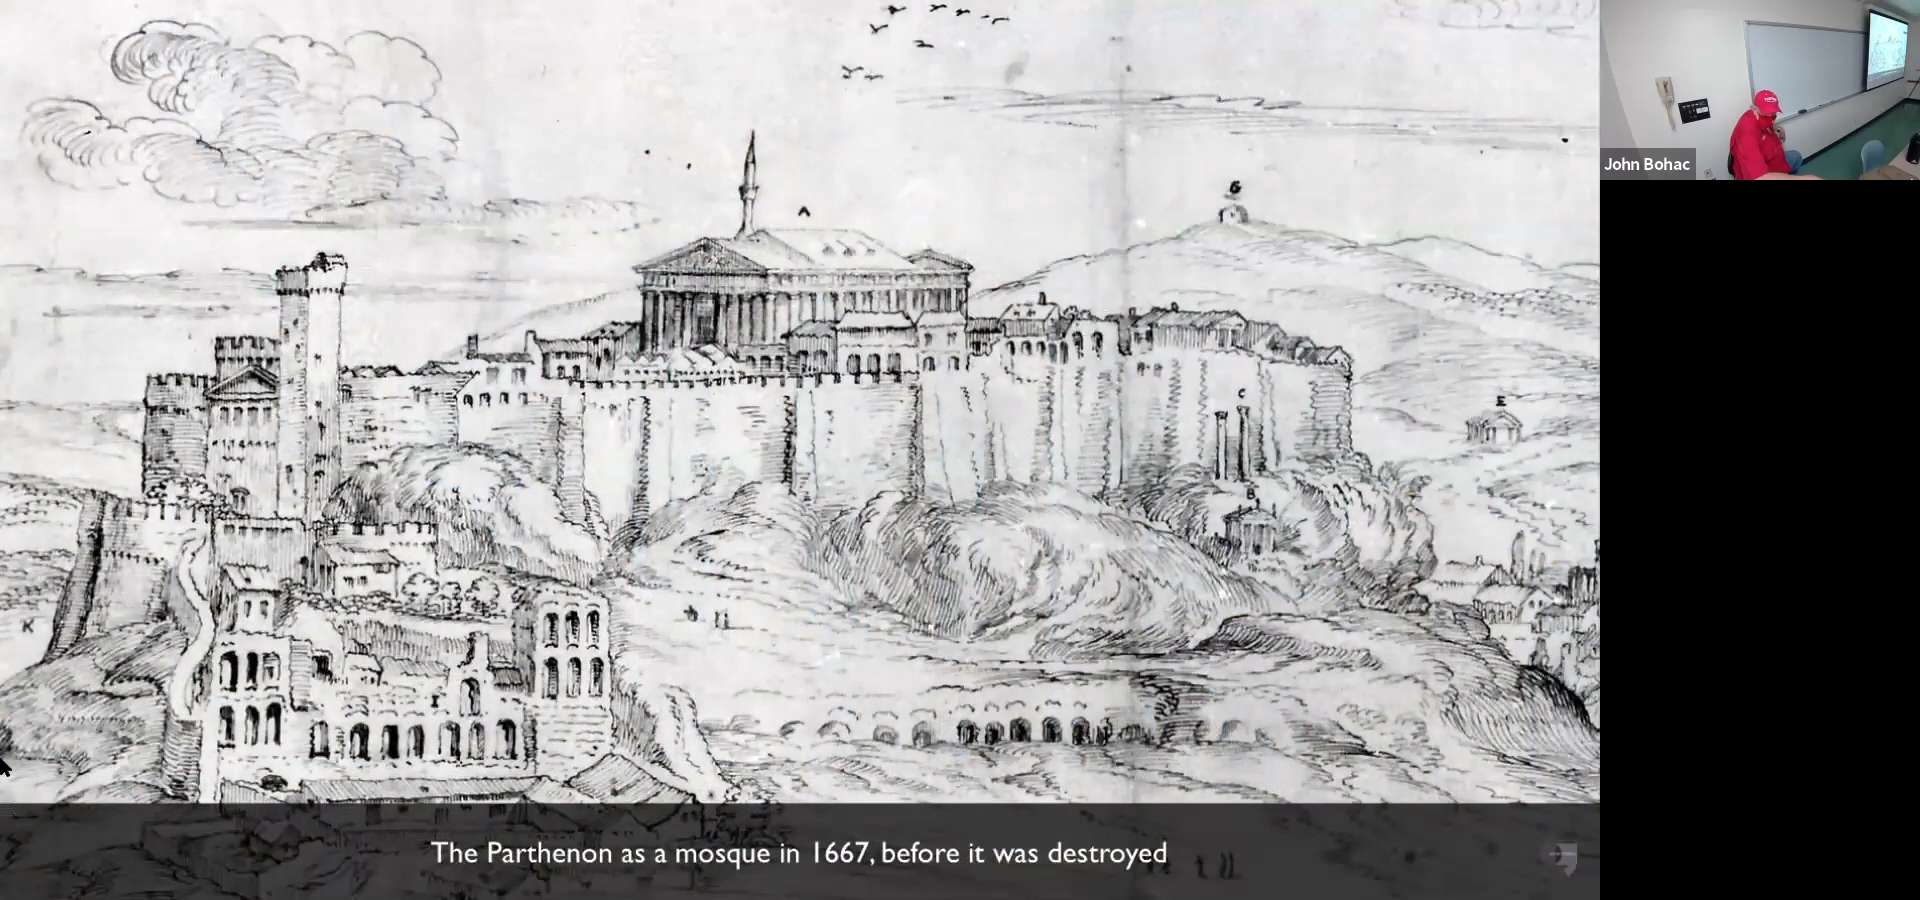 G
A
C
E
B
K
I
The Parthenon as a mosque in 1667, before it was destroyed
John Bohac